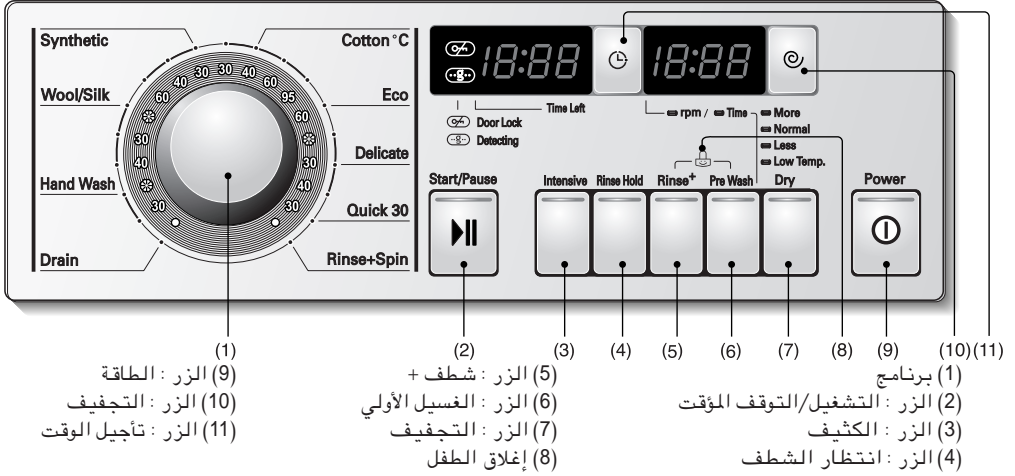 Synthetic
Cotton °C
Wool/Silk
Eco
Delicate
Hand Wash
Quick 30
Drain
Rinse+Spin
40 30 30 40
60 60
95
30 60
40
30
40
30 30
18:88 18:88
Time Left
Door Lock
Detecting
rpm / Time
More
Normal
Less
Low Temp.
Start/Pause
Intensive Rinse Hold Rinse+ Pre Wash Dry
Power
(1) (2) (3) (4) (5) (6) (7) (8) (9) (10) (11)
(1) برنامج
(2) الزر : التشغيل/التوقف المؤقت
(3) الزر : الكثيف
(4) الزر : انتظار الشطف
(5) الزر : شطف +
(6) الزر : الغسيل الأولي
(7) الزر : التجفيف
(8) إغلاق الطفل
(9) الزر : الطاقة
(10) الزر : التجفيف
(11) الزر : تأجيل الوقت